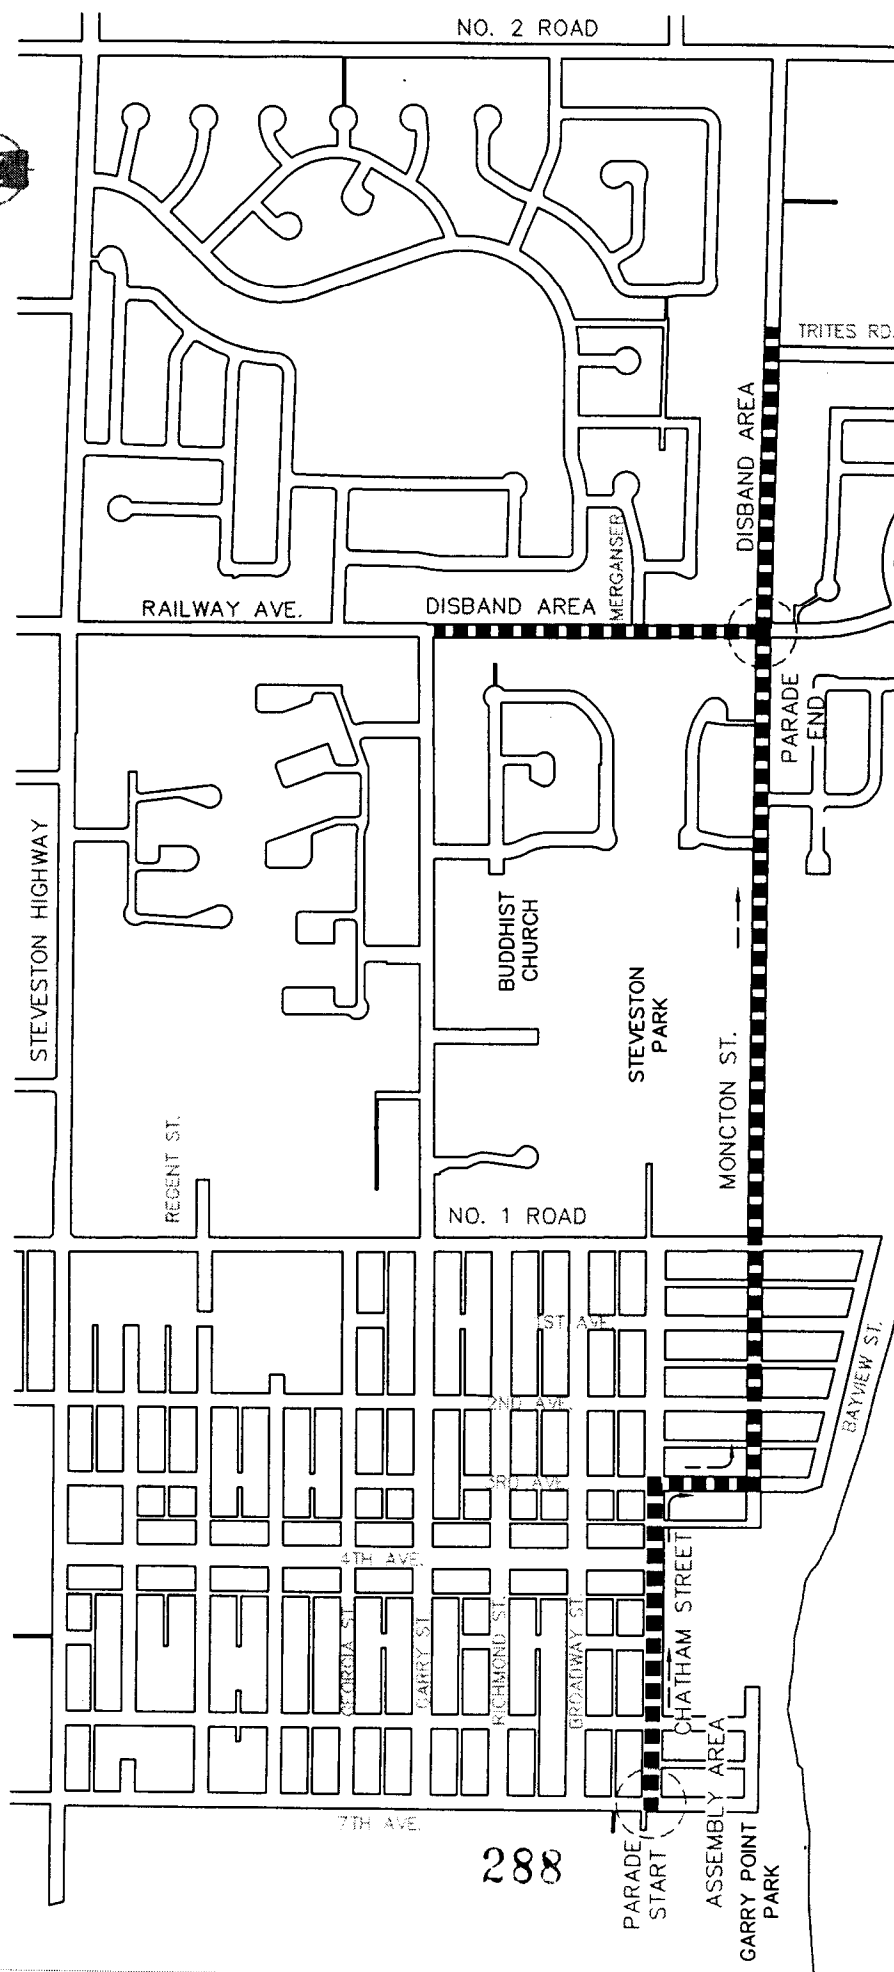 NO. 2 ROAD
TRITES RD.
DISBAND AREA
MERGANSER
RAILWAY AVE.
DISBAND AREA
PARADE
END
STEVESTON HIGHWAY
BUDDHIST
CHURCH
STEVESTON
PARK
MONCTON ST.
REGENT ST.
NO. 1 ROAD
1ST AVE
2ND AVE.
3RD AVE
BAYVIEW ST.
4TH AVE.
GEORGIA ST.
GARRY ST.
RICHMOND ST.
BROADWAY ST.
CHATHAM STREET
7TH AVE.
PARADE
START
ASSEMBLY AREA
GARRY POINT
PARK
288